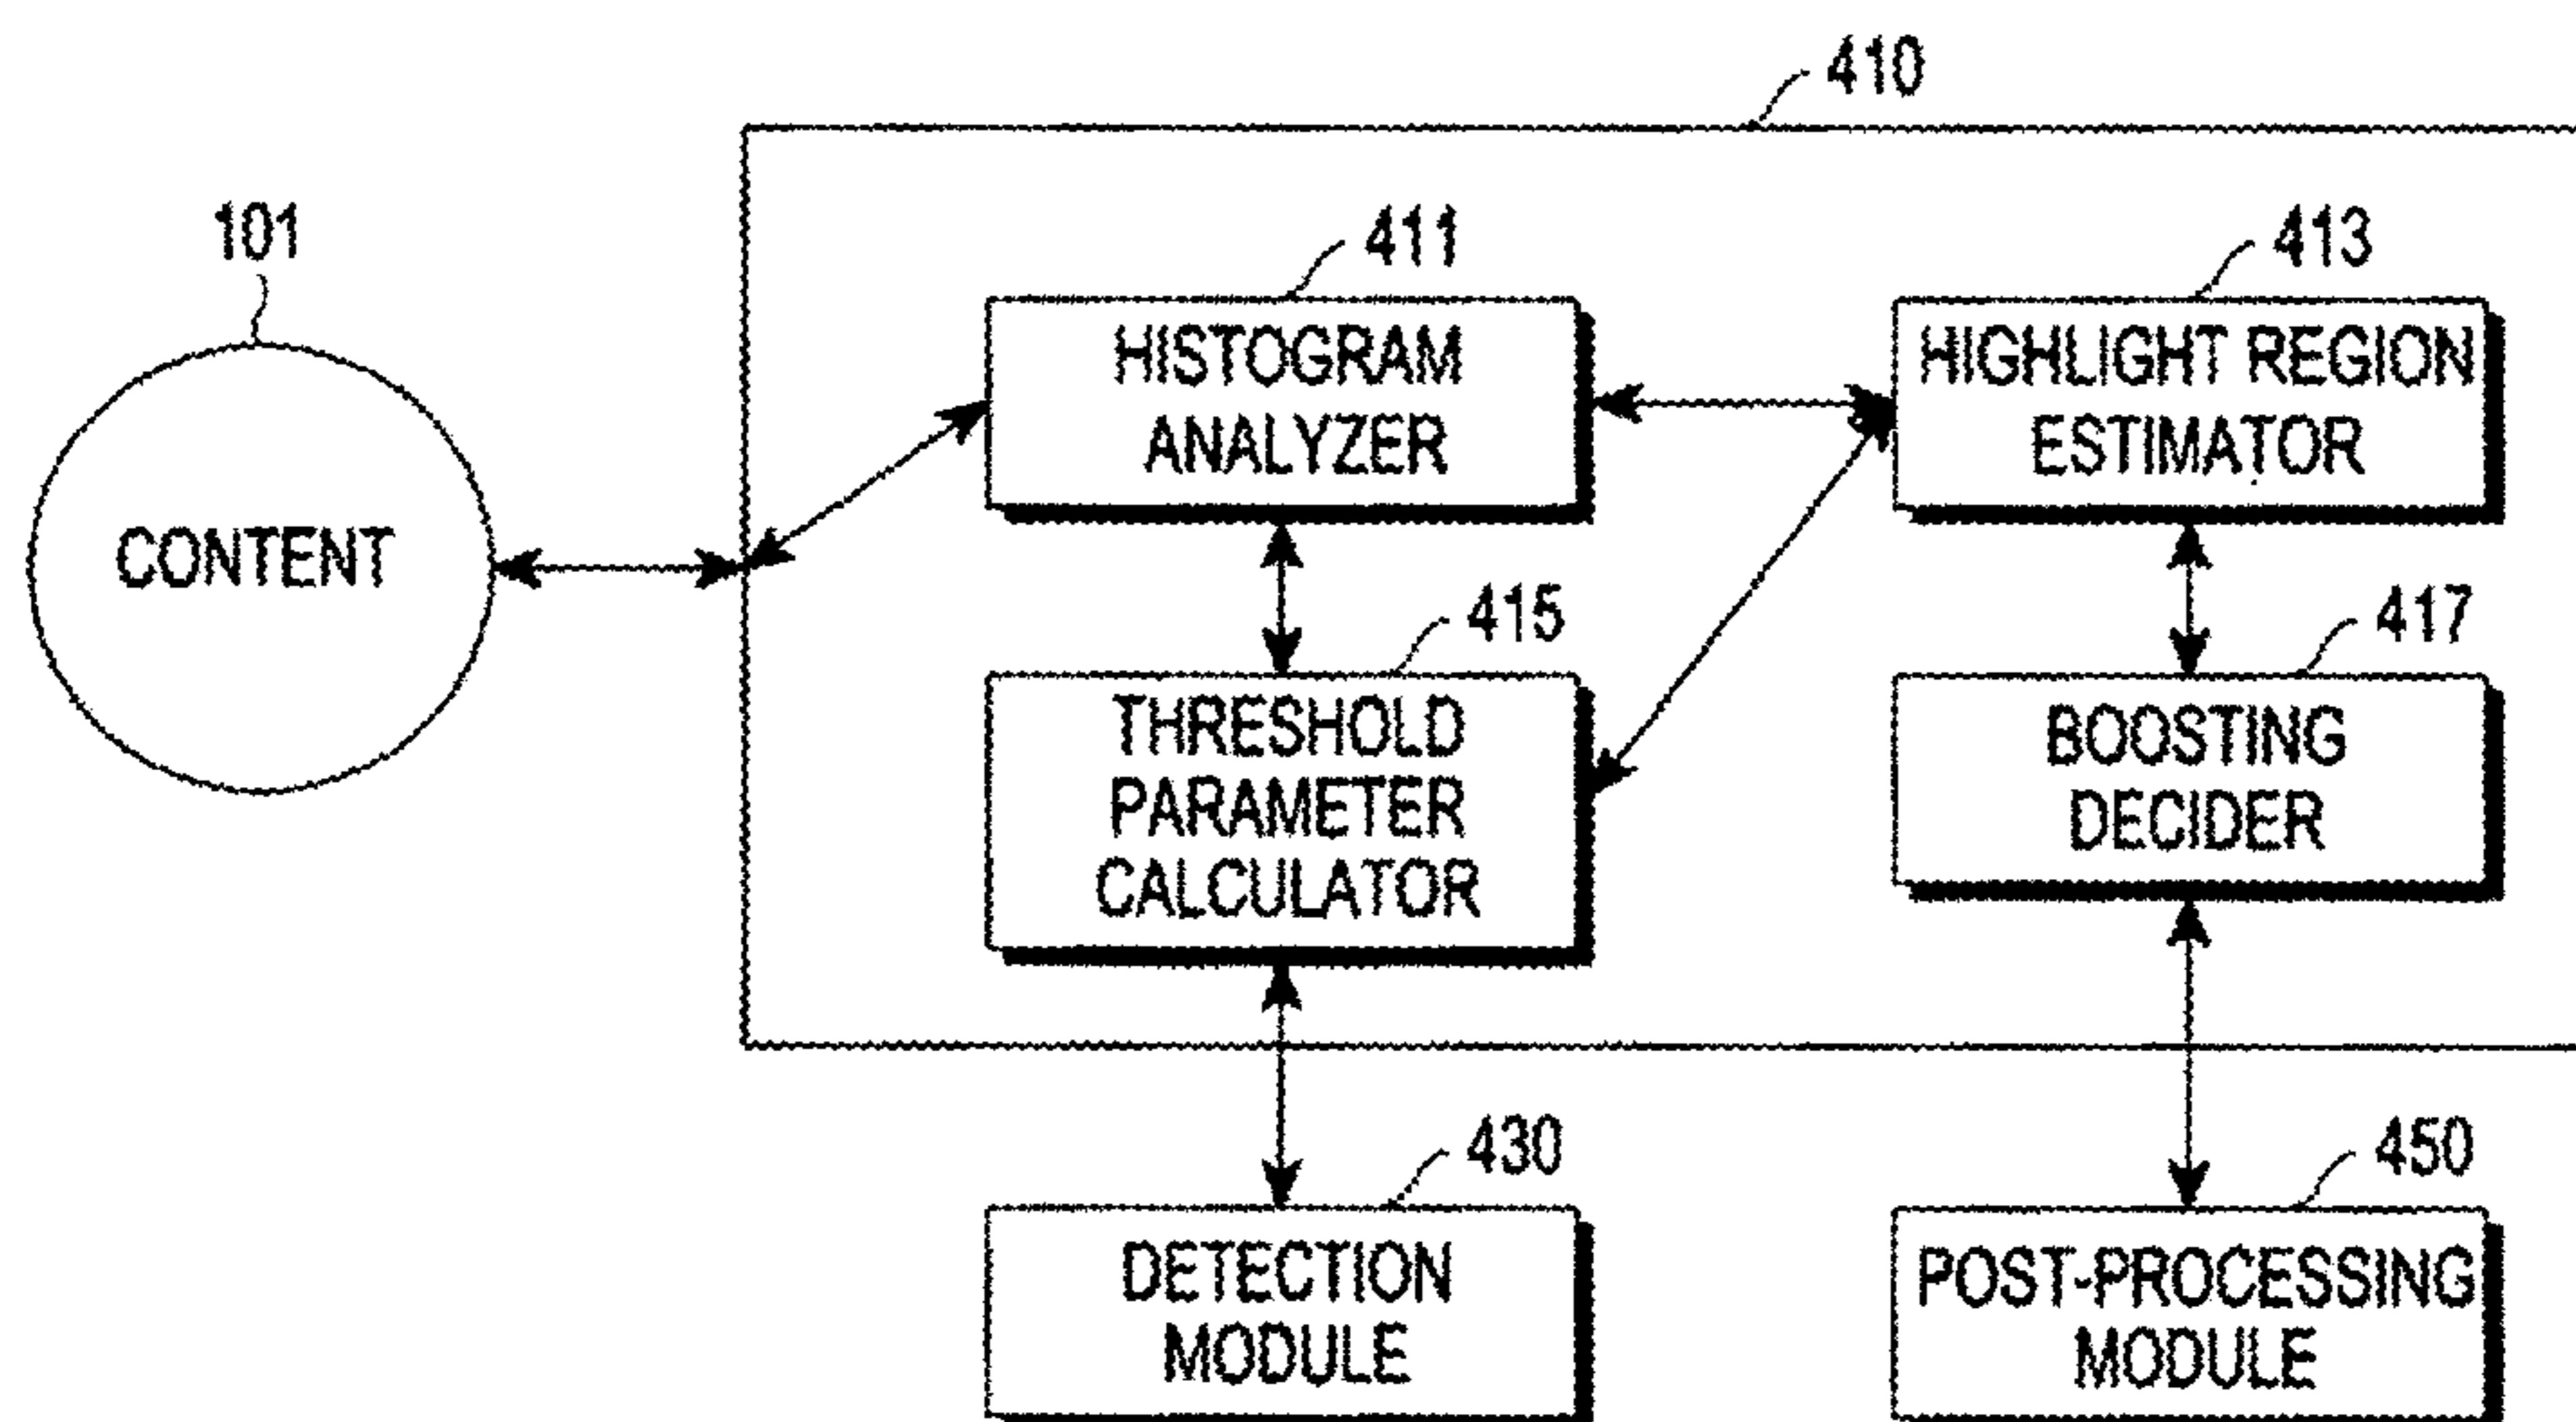 410
101
411
413
HISTOGRAM
ANALYZER
HIGHLIGHT REGION
ESTIMATOR
CONTENT
415
417
THRESHOLD
PARAMETER
CALCULATOR
BOOSTING
DECIDER
430
450
DETECTION
MODULE
POST-PROCESSING
MODULE